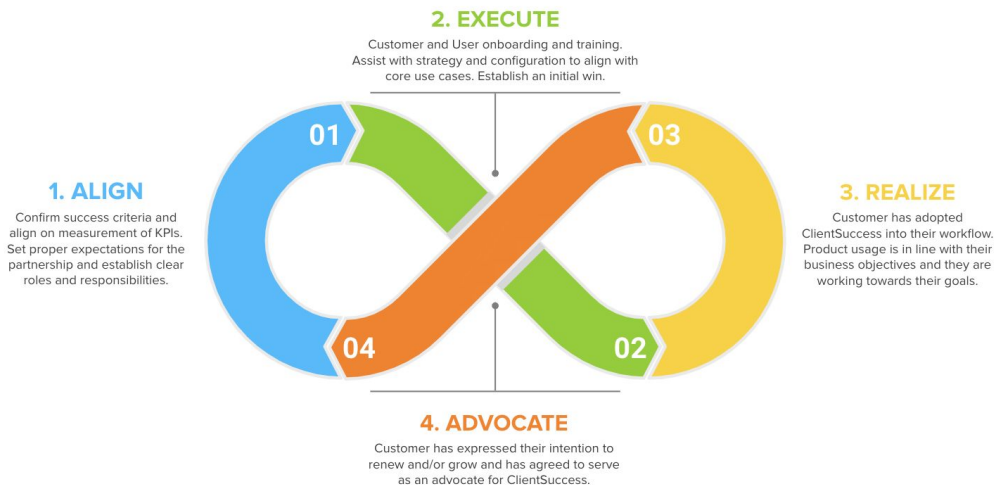 2. EXECUTE
Customer and User onboarding and training.
Assist with strategy and configuration to align with
core use cases. Establish an initial win.
01
03
1. ALIGN
Confirm success criteria and
align on measurement of KPIs.
Set proper expectations for the
partnership and establish clear
roles and responsibilities.
3. REALIZE
Customer has adopted
ClientSuccess into their workflow.
Product usage is in line with their
business objectives and they are
working towards their goals.
04
02
4. ADVOCATE
Customer has expressed their intention to
renew and/or grow and has agreed to serve
as an advocate for ClientSuccess.